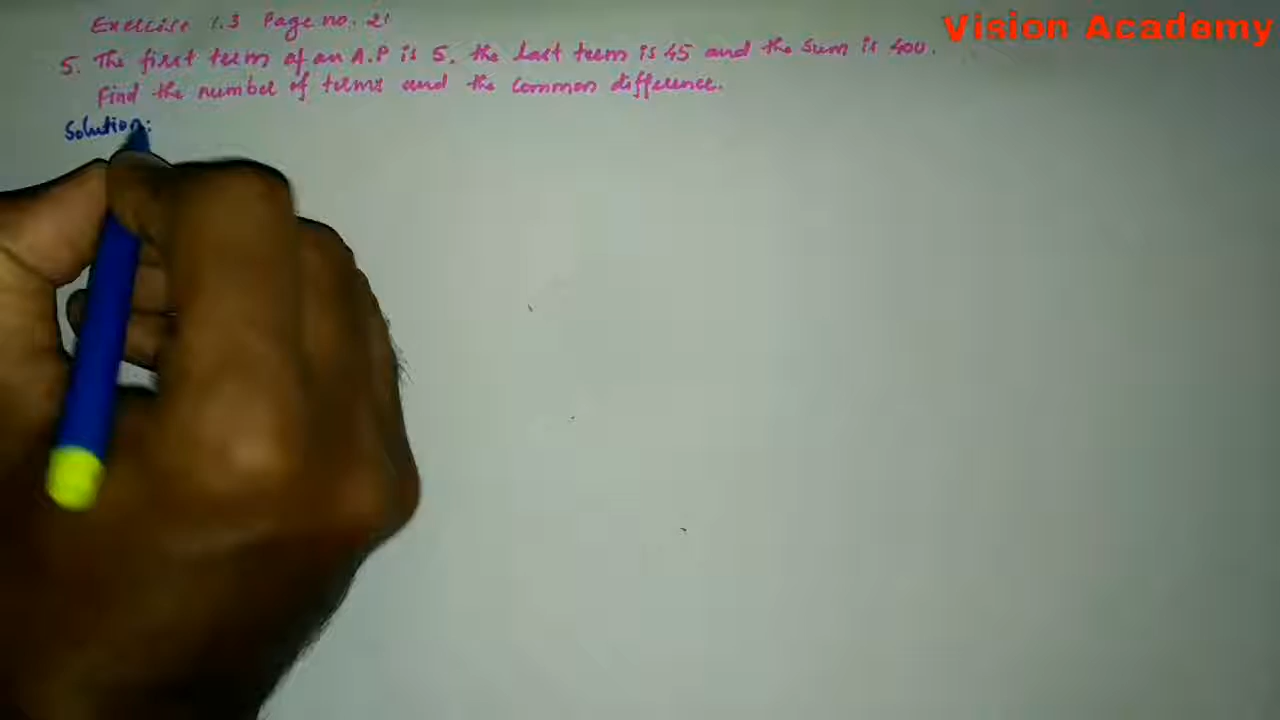 Exercise 1.3 Page no. 21
Vision Academy
5. The first term of an A.P is 5, the last term is 45 and the sum is 400.
Find the number of terms and the common difference.
Solution: